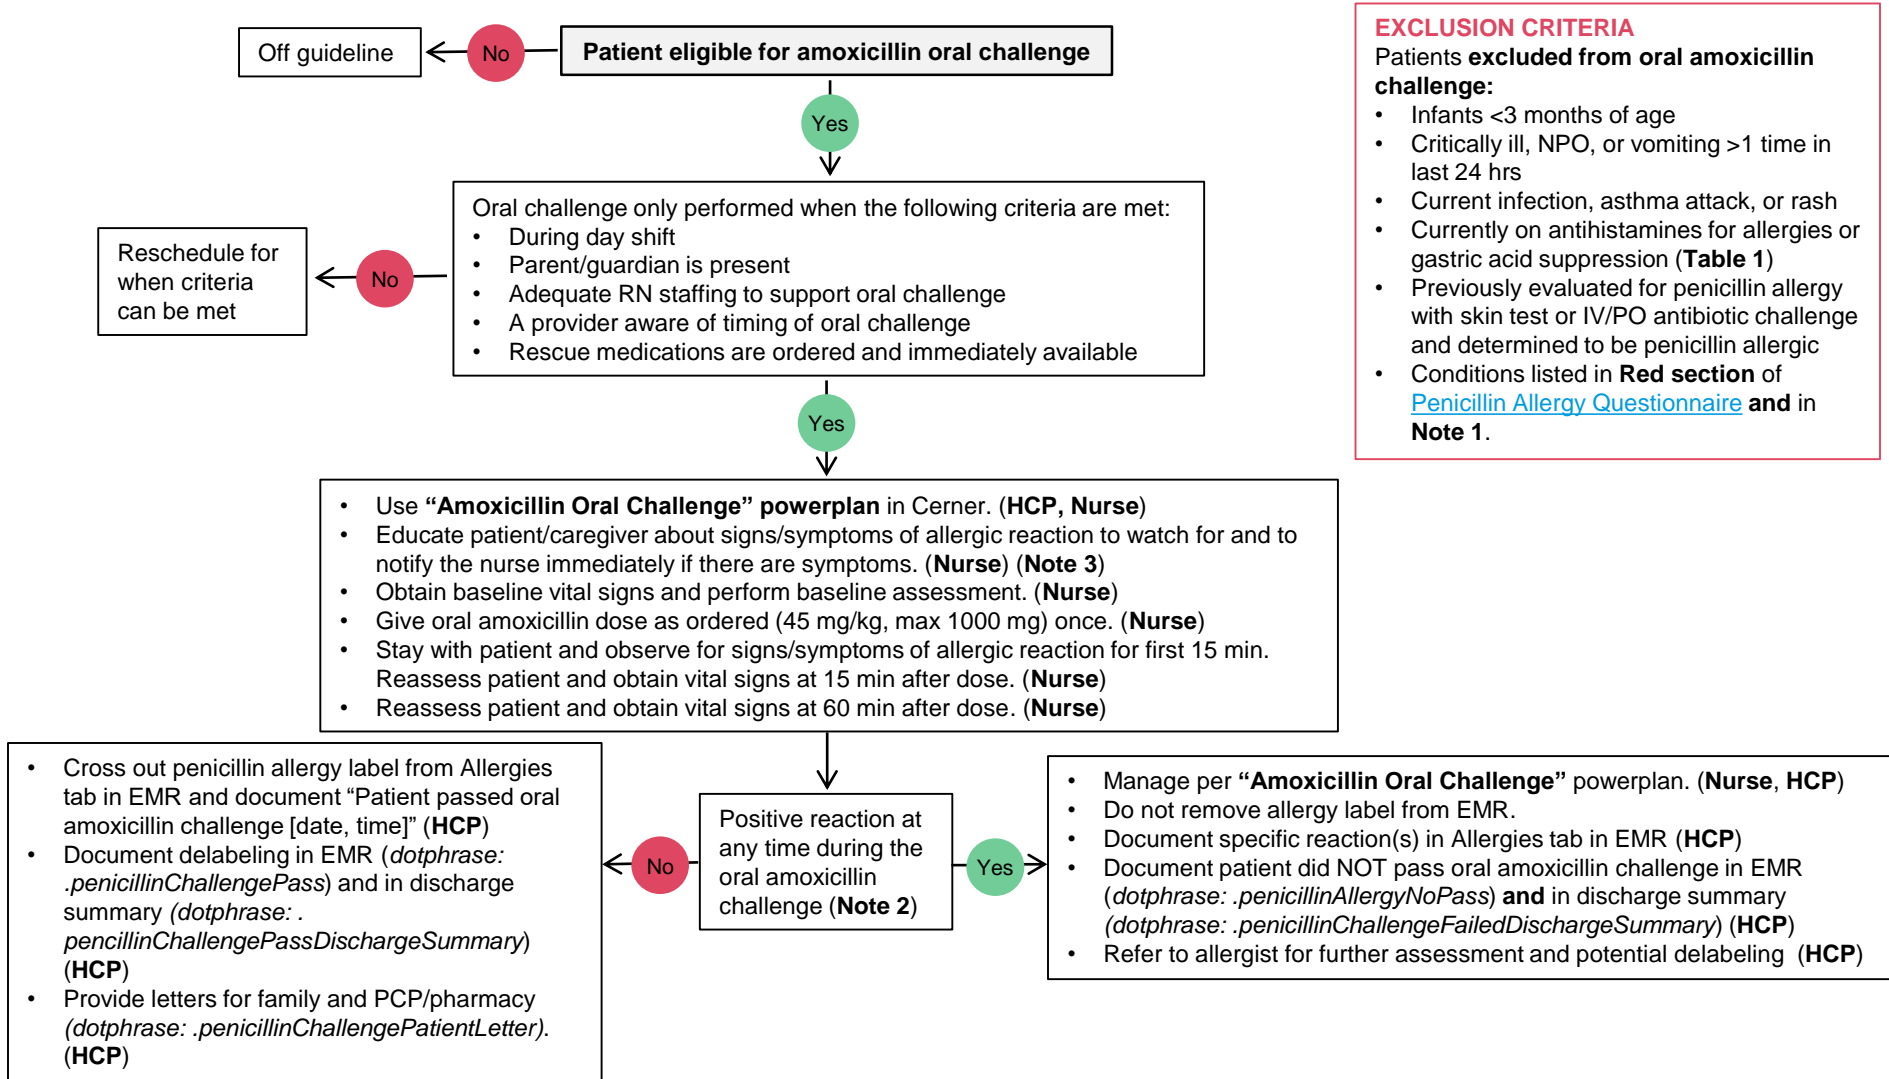 Off guideline
No
Patient eligible for amoxicillin oral challenge
Yes
EXCLUSION CRITERIA
Patients excluded from oral amoxicillin
challenge:
• Infants <3 months of age
• Critically ill, NPO, or vomiting >1 time in
last 24 hrs
• Current infection, asthma attack, or rash
• Currently on antihistamines for allergies or
gastric acid suppression (Table 1)
• Previously evaluated for penicillin allergy
with skin test or IV/PO antibiotic challenge
and determined to be penicillin allergic
• Conditions listed in Red section of
Penicillin Allergy Questionnaire and in
Note 1.
Oral challenge only performed when the following criteria are met:
• During day shift
• Parent/guardian is present
• Adequate RN staffing to support oral challenge
• A provider aware of timing of oral challenge
• Rescue medications are ordered and immediately available
No
Reschedule for
when criteria
can be met
Yes
• Use “Amoxicillin Oral Challenge” powerplan in Cerner. (HCP, Nurse)
• Educate patient/caregiver about signs/symptoms of allergic reaction to watch for and to
notify the nurse immediately if there are symptoms. (Nurse) (Note 3)
• Obtain baseline vital signs and perform baseline assessment. (Nurse)
• Give oral amoxicillin dose as ordered (45 mg/kg, max 1000 mg) once. (Nurse)
• Stay with patient and observe for signs/symptoms of allergic reaction for first 15 min.
Reassess patient and obtain vital signs at 15 min after dose. (Nurse)
• Reassess patient and obtain vital signs at 60 min after dose. (Nurse)
Positive reaction at
any time during the
oral amoxicillin
challenge (Note 2)
No
• Cross out penicillin allergy label from Allergies
tab in EMR and document “Patient passed oral
amoxicillin challenge [date, time]” (HCP)
• Document delabeling in EMR (dotphrase:
.penicillinChallengePass) and in discharge
summary (dotphrase: .
pencillinChallengePassDischargeSummary)
(HCP)
• Provide letters for family and PCP/pharmacy
(dotphrase: .penicillinChallengePatientLetter).
(HCP)
Yes
• Manage per “Amoxicillin Oral Challenge” powerplan. (Nurse, HCP)
• Do not remove allergy label from EMR.
• Document specific reaction(s) in Allergies tab in EMR (HCP)
• Document patient did NOT pass oral amoxicillin challenge in EMR
(dotphrase: .penicillinAllergyNoPass) and in discharge summary
(dotphrase: .penicillinChallengeFailedDischargeSummary) (HCP)
• Refer to allergist for further assessment and potential delabeling (HCP)